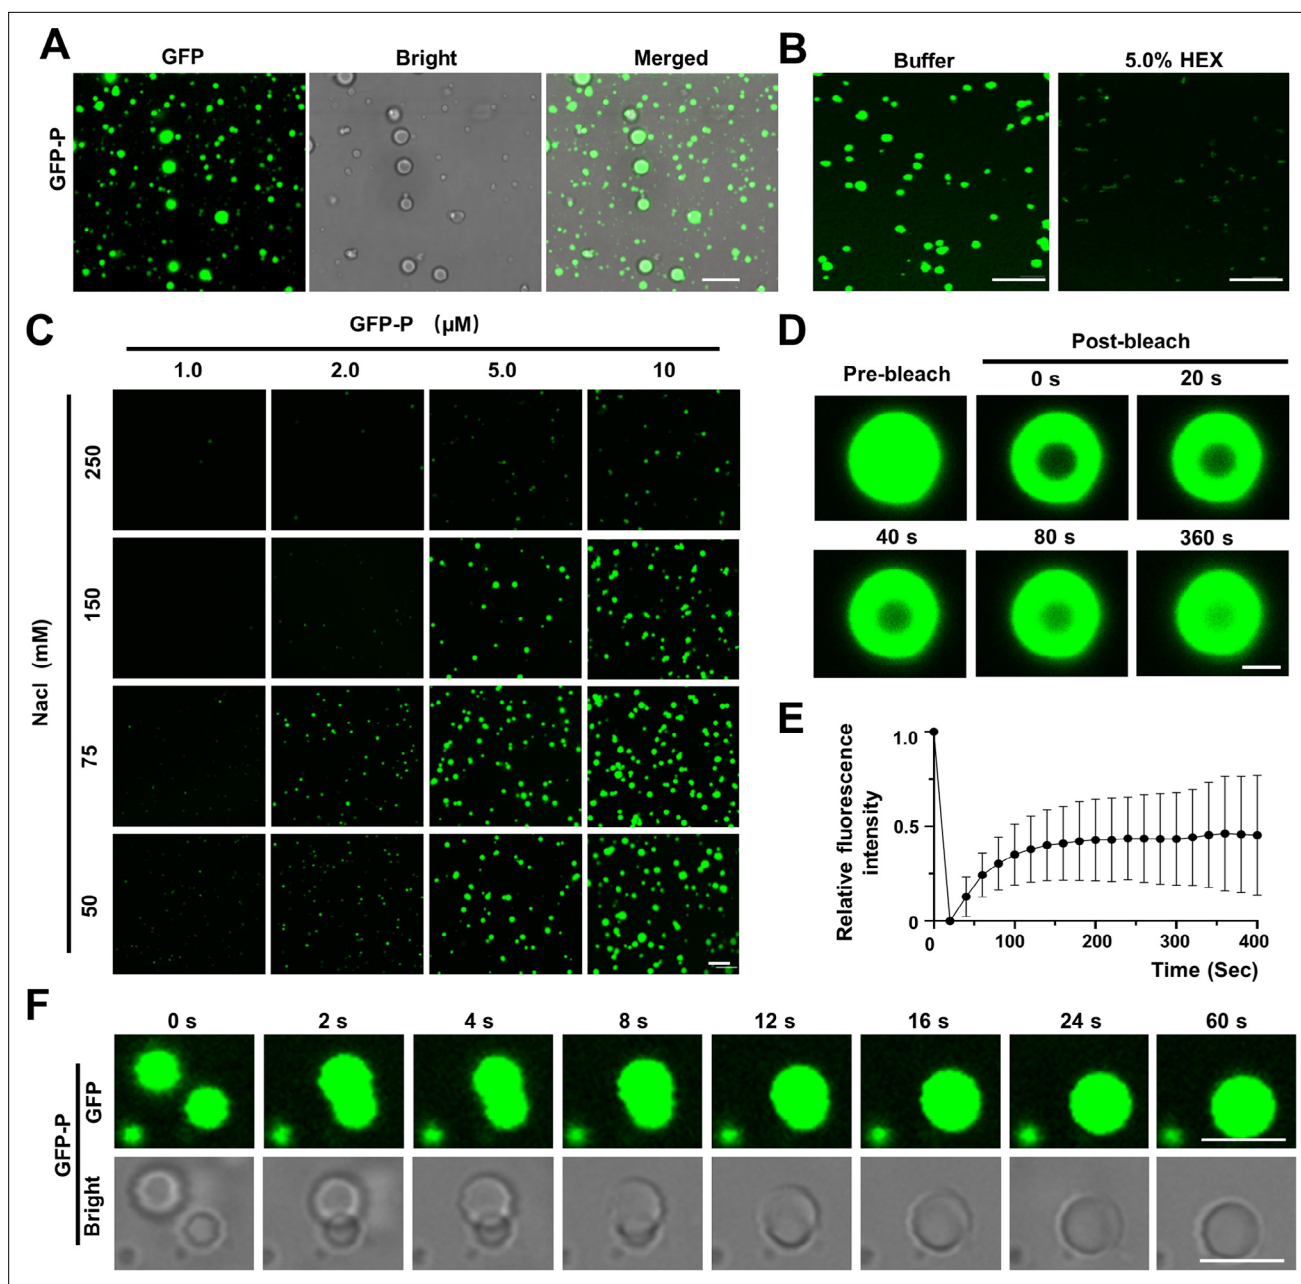 A
GFP
Bright
Merged
GFP-P
B
Buffer
5.0% HEX
C
GFP-P (μM)
1.0
2.0
5.0
10
Nacl (mM)
250
150
75
50
D
Pre-bleach
Post-bleach
0 s
20 s
40 s
80 s
360 s
E
Relative fluorescence
intensity
1.0
0.5
0
0
100
200
300
400
Time (Sec)
F
0 s
2 s
4 s
8 s
12 s
16 s
24 s
60 s
GFP-P
GFP
Bright